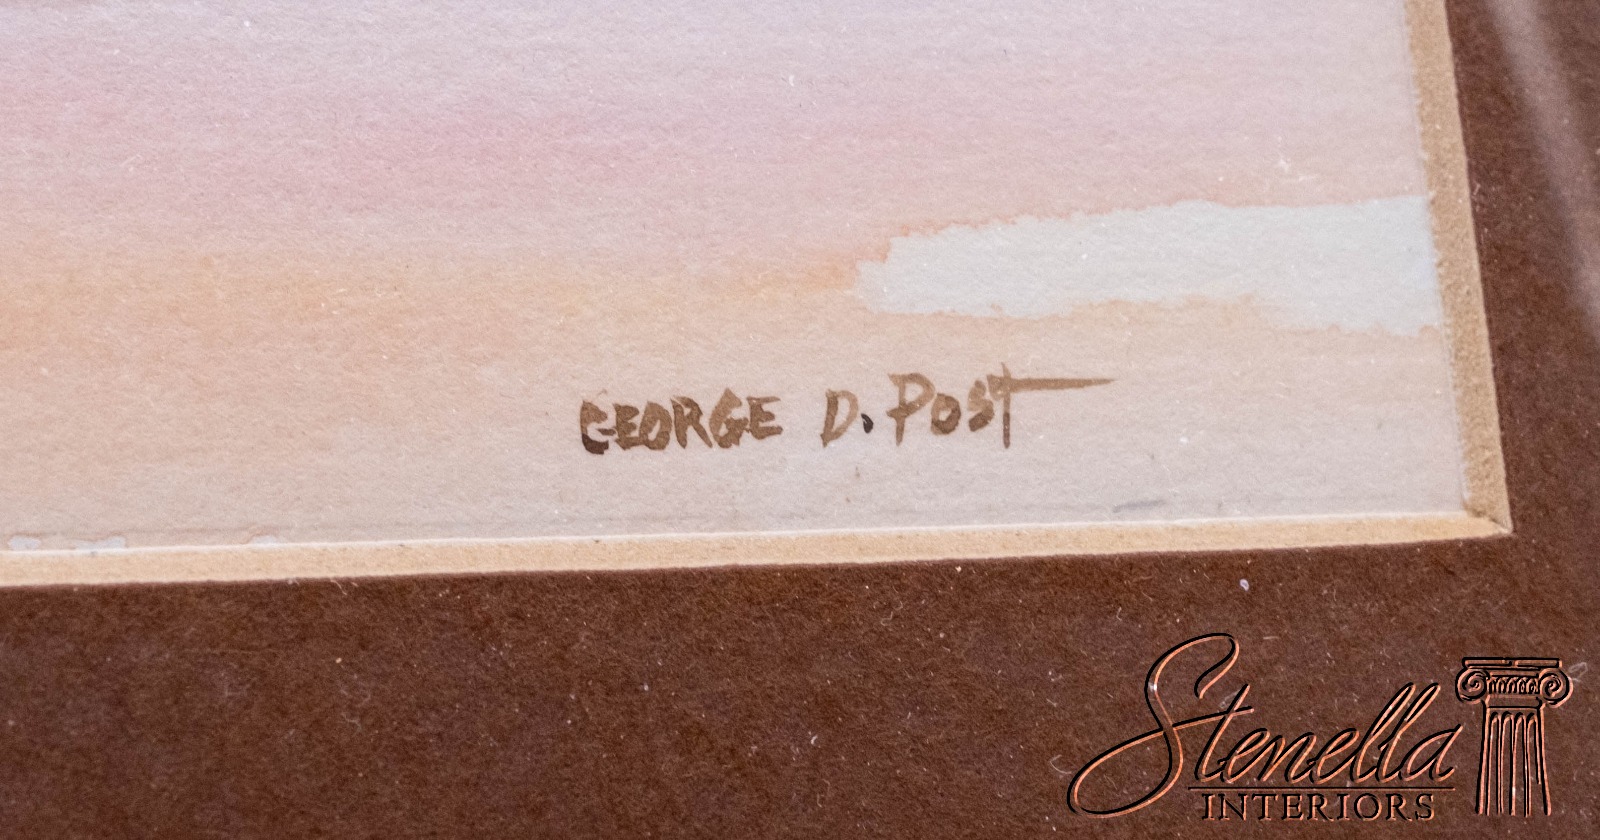 GEORGE D. POST
Stenella
INTERIORS